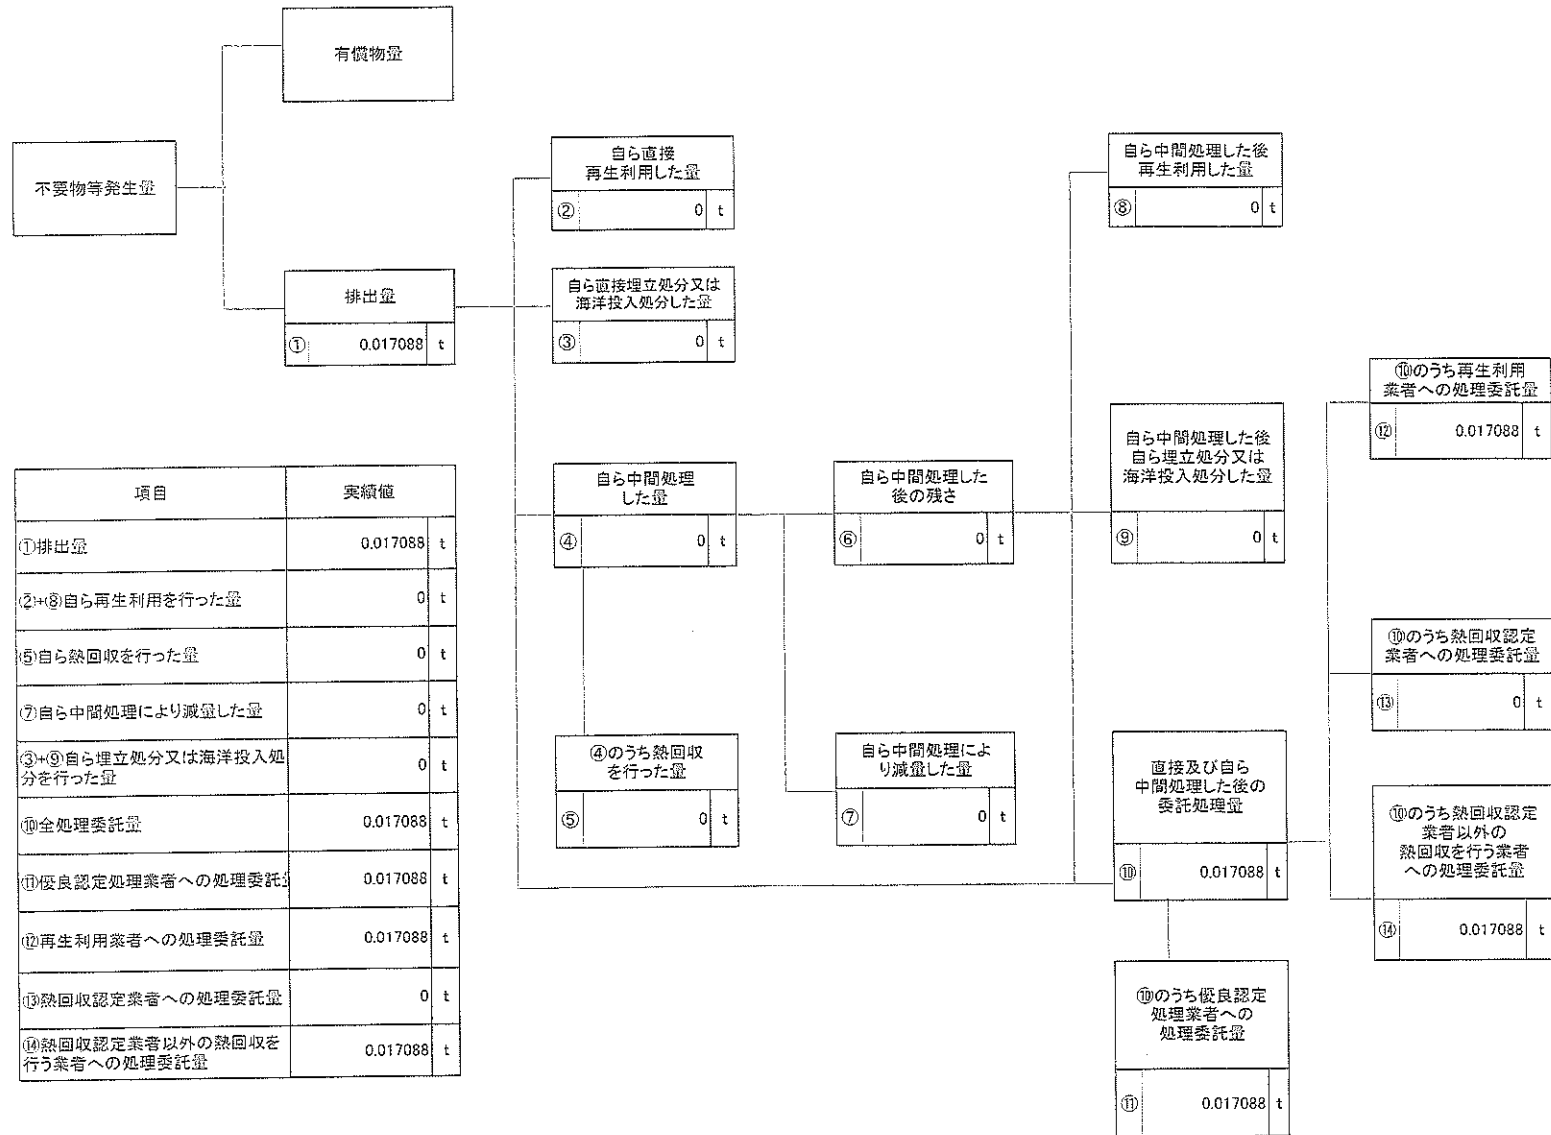 有償物量
不要物等発生量
排出量
① 0.017088 t
自ら直接
再生利用した量
② 0 t
自ら直接埋立処分又は
海洋投入処分した量
③ 0 t
自ら中間処理
した量
④ 0 t
④のうち熱回収
を行った量
⑤ 0 t
自ら中間処理した
後の残さ
⑥ 0 t
自ら中間処理によ
り減量した量
⑦ 0 t
自ら中間処理した後
再生利用した量
⑧ 0 t
自ら中間処理した後
自ら埋立処分又は
海洋投入処分した量
⑨ 0 t
直接及び自ら
中間処理した後の
委託処理量
⑩ 0.017088 t
⑩のうち優良認定
処理業者への
処理委託量
⑪ 0.017088 t
⑩のうち再生利用
業者への処理委託量
⑫ 0.017088 t
⑩のうち熱回収認定
業者への処理委託量
⑬ 0 t
⑩のうち熱回収認定
業者以外の
熱回収を行う業者
への処理委託量
⑭ 0.017088 t
項目 実績値
①排出量 0.017088 t
②+⑧自ら再生利用を行った量 0 t
⑤自ら熱回収を行った量 0 t
⑦自ら中間処理により減量した量 0 t
③+⑨自ら埋立処分又は海洋投入処
分を行った量 0 t
⑩全処理委託量 0.017088 t
⑪優良認定処理業者への処理委託 0.017088 t
⑫再生利用業者への処理委託量 0.017088 t
⑬熱回収認定業者への処理委託量 0 t
⑭熱回収認定業者以外の熱回収を
行う業者への処理委託量 0.017088 t